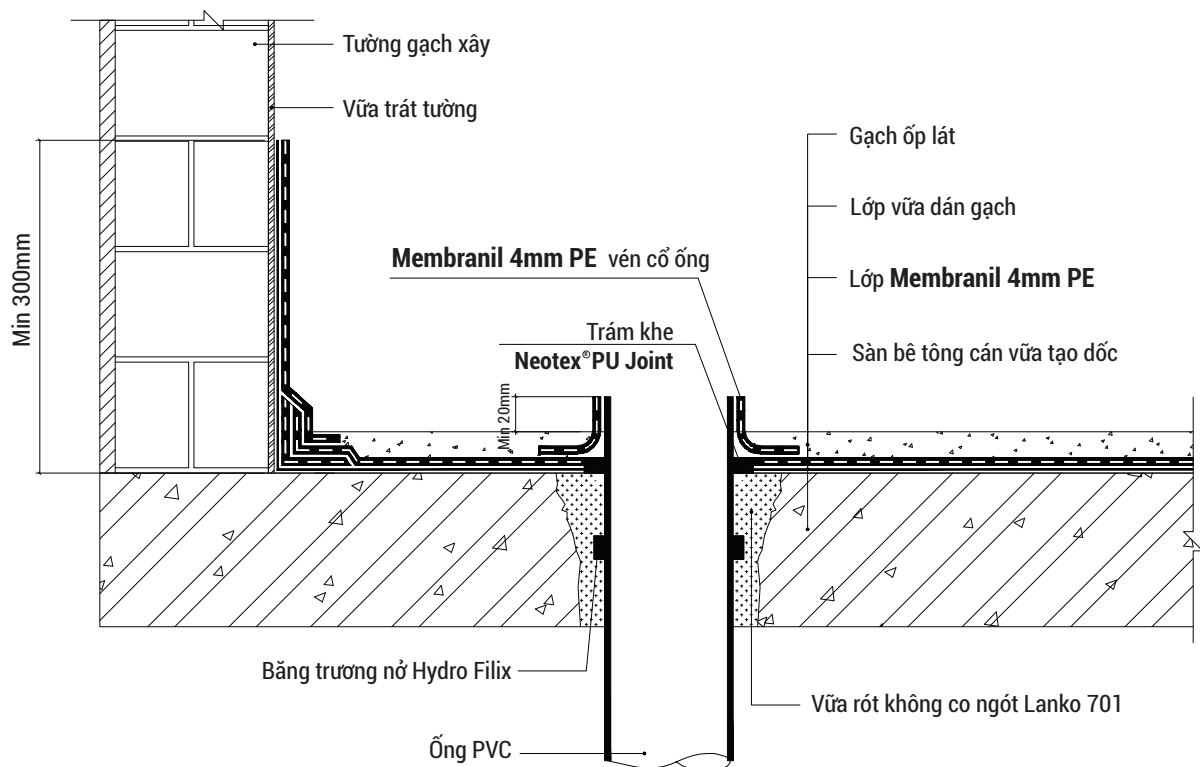 Tường gạch xây
Vữa trát tường
Gạch ốp lát
Lớp vữa dán gạch
Membranil 4mm PE vén cổ ống
Lớp Membranil 4mm PE
Trám khe
Neotex®PU Joint
Sàn bê tông cán vữa tạo dốc
Min 300mm
Min 20mm
Băng trương nở Hydro Filix
Vữa rót không co ngót Lanko 701
Ống PVC